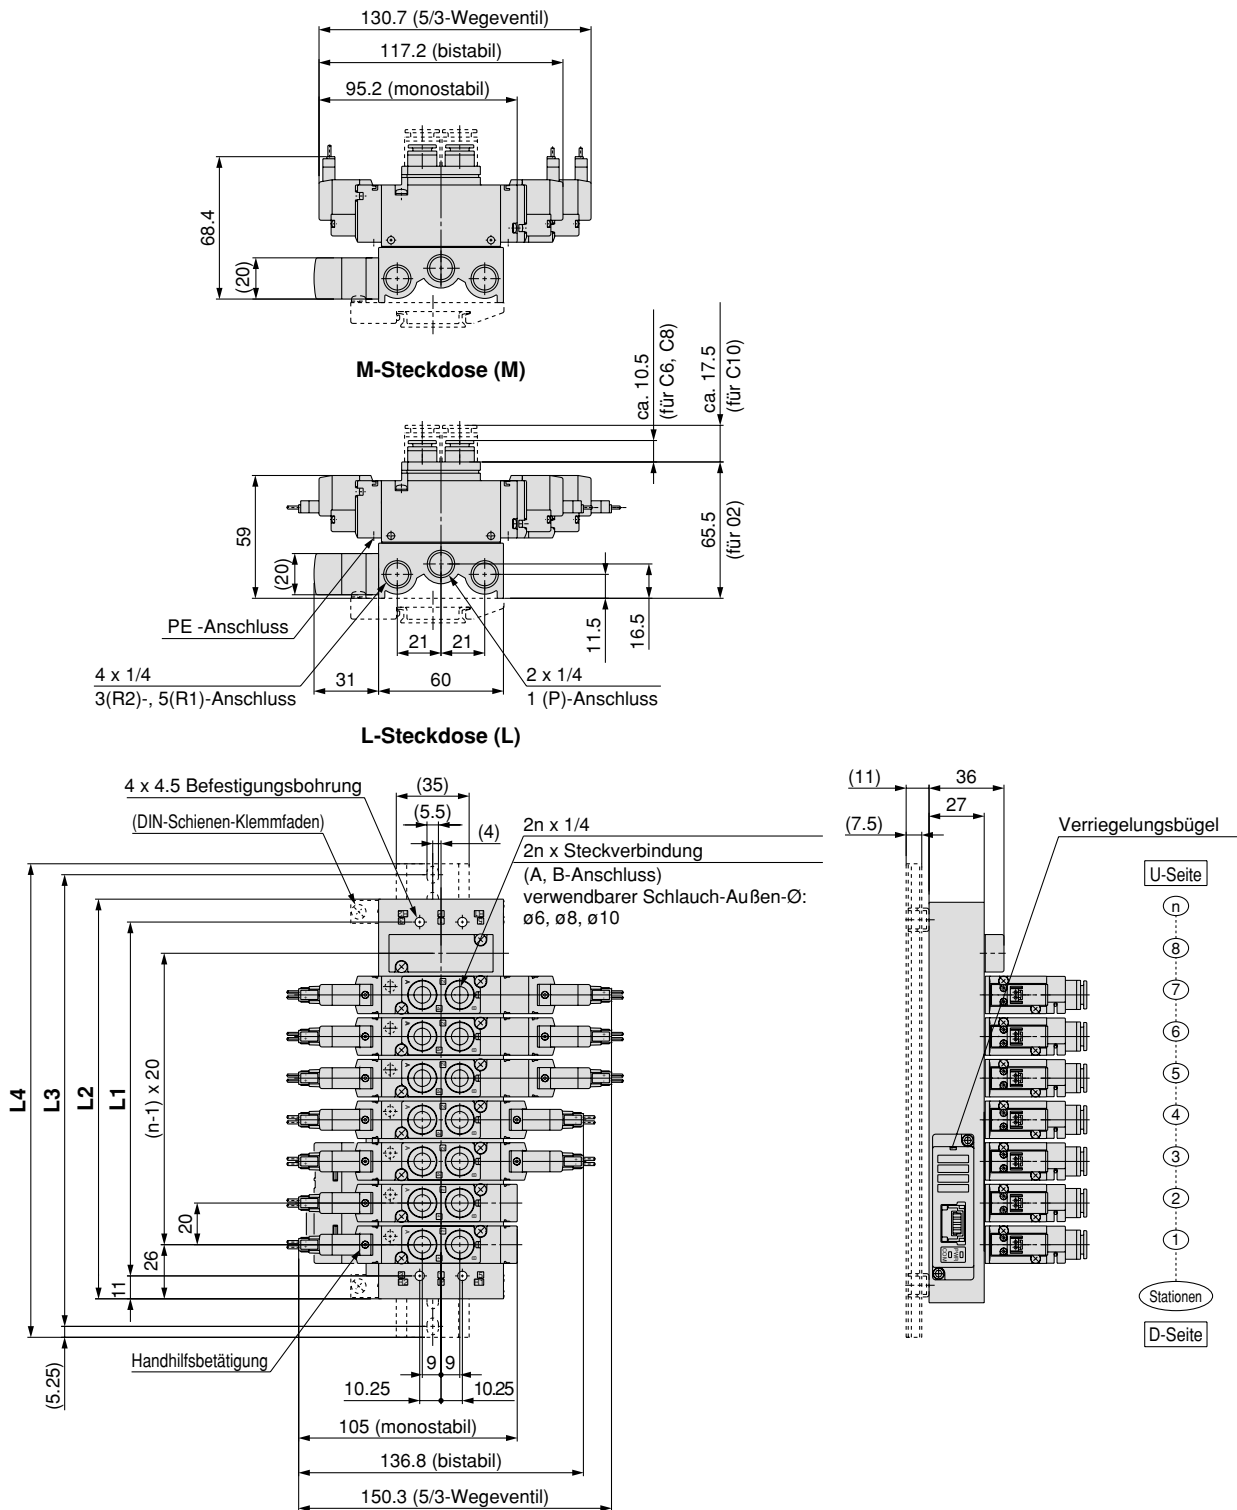 130.7 (5/3-Wegeventil)
117.2 (bistabil)
95.2 (monostabil)
68.4
(20)
M-Steckdose (M)
ca. 10.5
(für C6, C8)
ca. 17.5
(für C10)
59
(20)
65.5
(für 02)
11.5
16.5
PE -Anschluss
21
21
4 x 1/4
3(R2)-, 5(R1)-Anschluss
31
60
2 x 1/4
1 (P)-Anschluss
L-Steckdose (L)
4 x 4.5 Befestigungsbohrung
(DIN-Schienen-Klemmfaden)
(35)
(5.5)
(4)
2n x 1/4
2n x Steckverbindung
(A, B-Anschluss)
verwendbarer Schlauch-Außen-Ø:
ø6, ø8, ø10
(11)
36
(7.5)
27
Verriegelungsbügel
U-Seite
n
8
7
6
5
4
3
2
1
Stationen
D-Seite
L4
L3
L2
L1
(n-1) x 20
20
26
11
(5.25)
Handhilfsbetätigung
9
9
10.25
10.25
105 (monostabil)
136.8 (bistabil)
150.3 (5/3-Wegeventil)